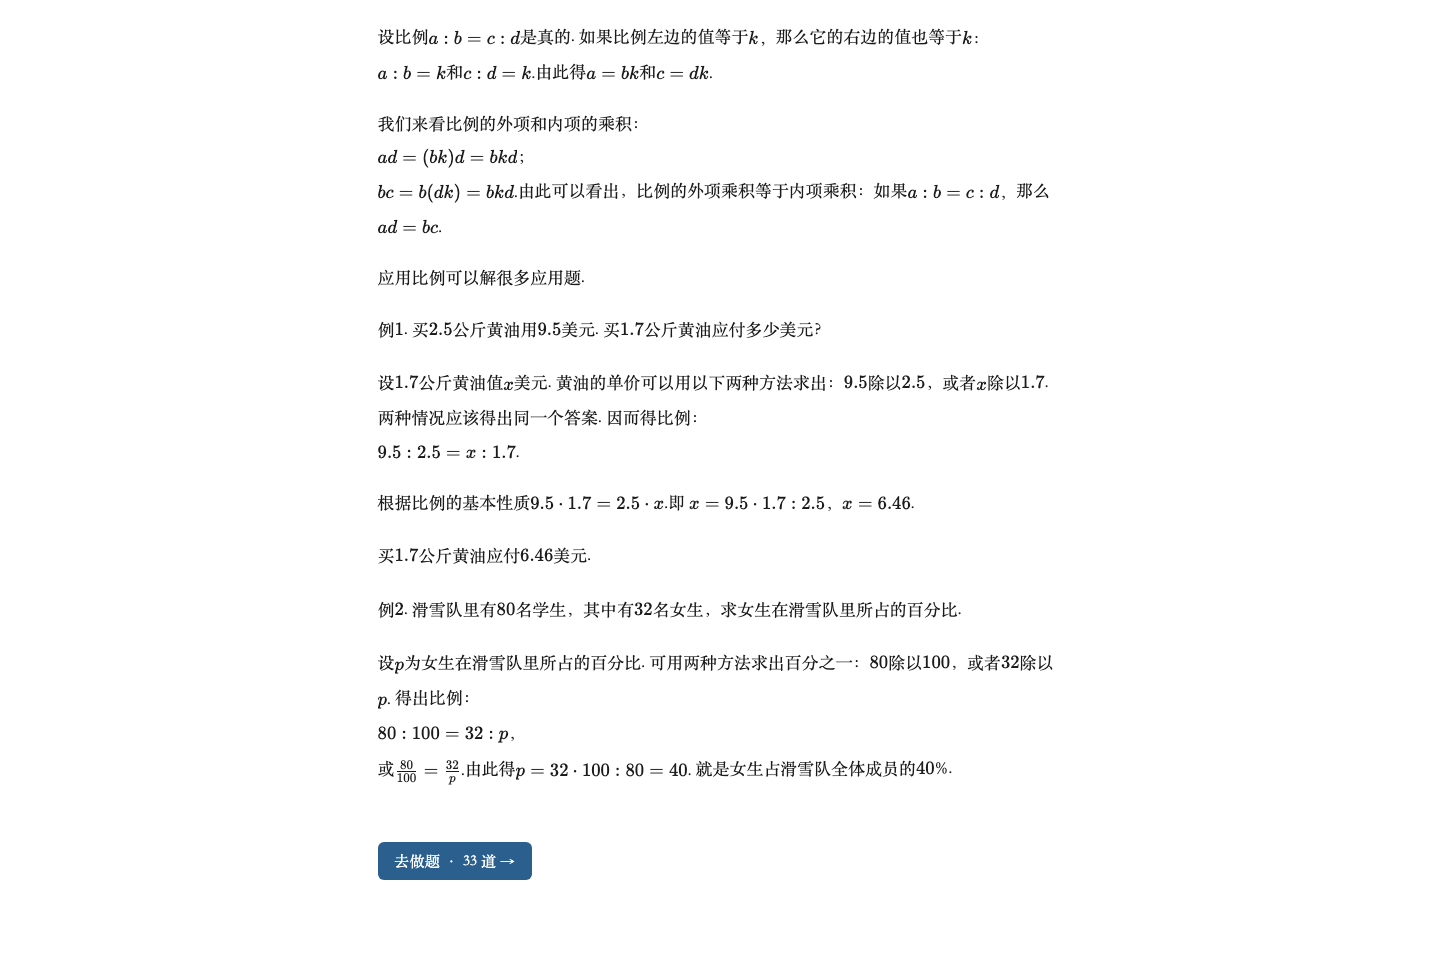 设比例a : b = c : d是真的. 如果比例左边的值等于k，那么它的右边的值也等于k：
a : b = k和c : d = k.由此得a = bk和c = dk.
我们来看比例的外项和内项的乘积：
ad = (bk)d = bkd；
bc = b(dk) = bkd.由此可以看出，比例的外项乘积等于内项乘积：如果a : b = c : d，那么
ad = bc.
应用比例可以解很多应用题.
例1. 买2.5公斤黄油用9.5美元. 买1.7公斤黄油应付多少美元?
设1.7公斤黄油值x美元. 黄油的单价可以用以下两种方法求出：9.5除以2.5，或者x除以1.7.
两种情况应该得出同一个答案. 因而得比例：
9.5 : 2.5 = x : 1.7.
根据比例的基本性质9.5 · 1.7 = 2.5 · x.即 x = 9.5 · 1.7 : 2.5，x = 6.46.
买1.7公斤黄油应付6.46美元.
例2. 滑雪队里有80名学生，其中有32名女生，求女生在滑雪队里所占的百分比.
设p为女生在滑雪队里所占的百分比. 可用两种方法求出百分之一：80除以100，或者32除以
p. 得出比例：
80 : 100 = 32 : p，
或80/100 = 32/p.由此得p = 32 · 100 : 80 = 40. 就是女生占滑雪队全体成员的40%.
去做题 · 33 道 →